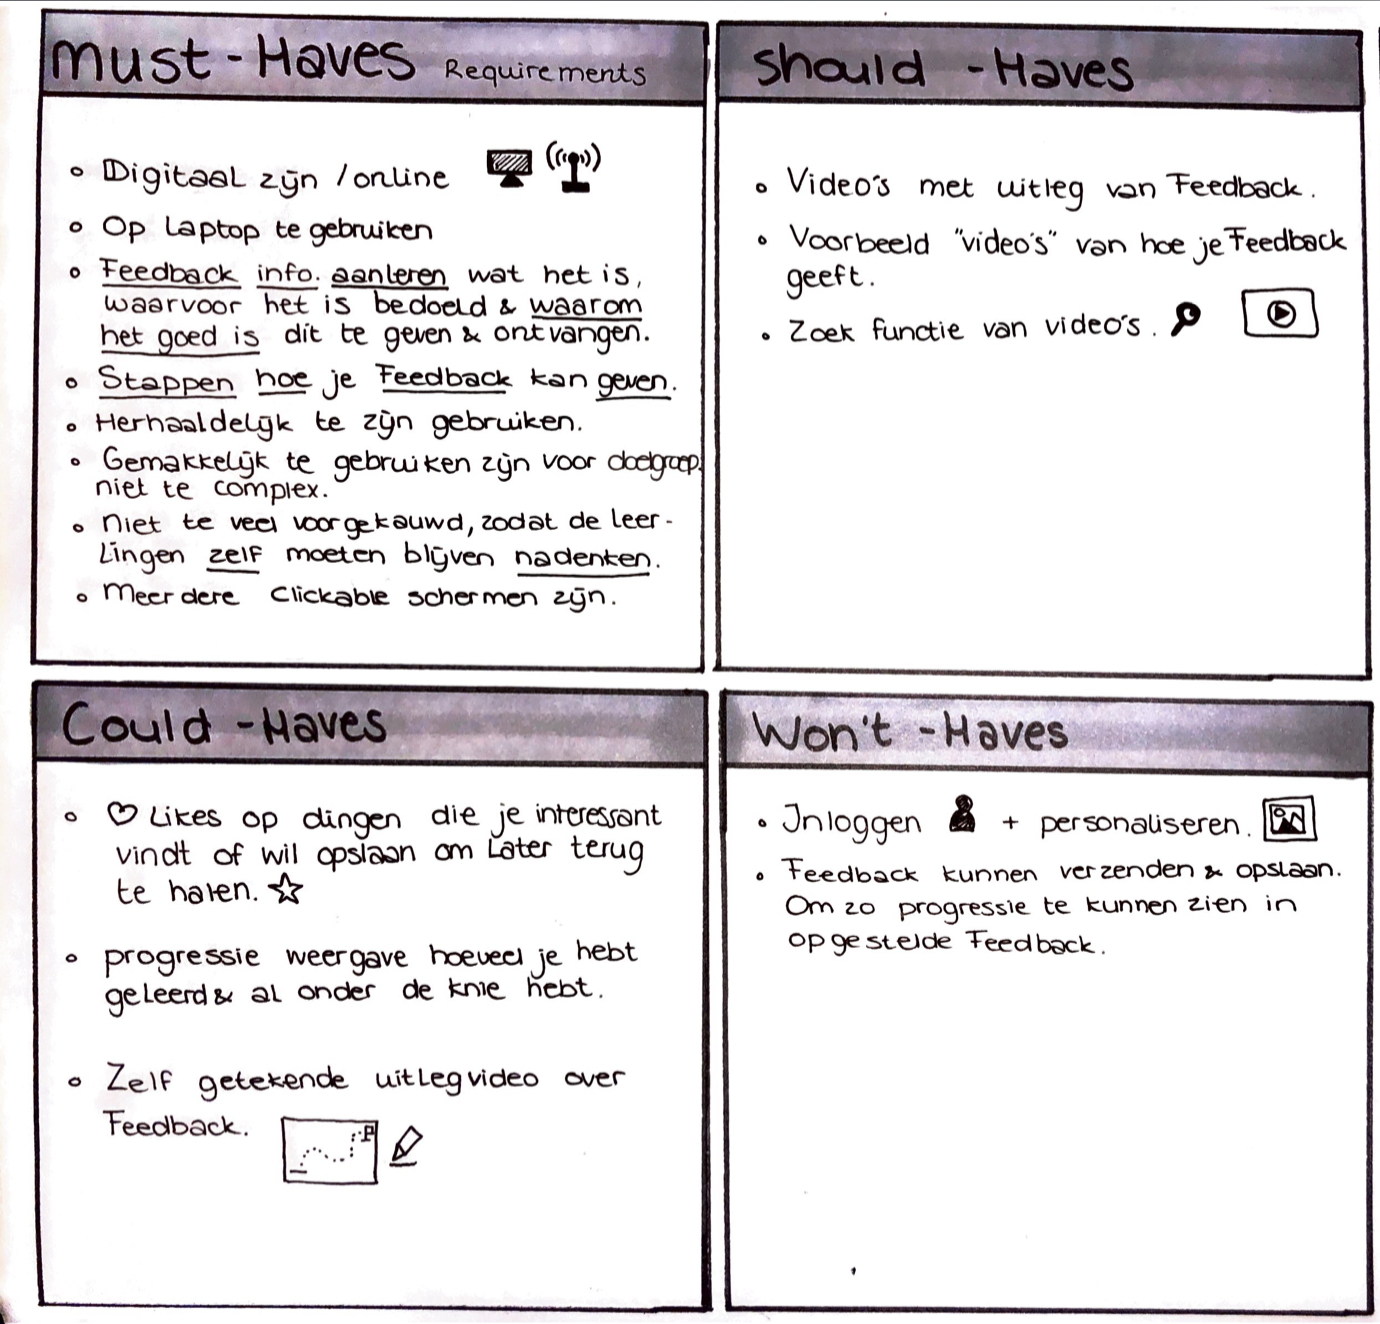 must-Haves Requirements
• Digitaal zijn / online
• Op laptop te gebruiken
• Feedback info. aanleren wat het is,
waarvoor het is bedoeld & waarom
het goed is dit te geven & ontvangen.
• Stappen hoe je Feedback kan geven.
• Herhaaldelijk te zijn gebruiken.
• Gemakkelijk te gebruiken zijn voor doelgroep.
niet te complex.
• niet te veel voorgekauwd, zodat de leer-
Lingen zelf moeten blijven nadenken.
• Meerdere Clickable schermen zijn.
Should-Haves
• Video's met uitleg van Feedback.
• Voorbeeld "video's" van hoe je Feedback
geeft.
• Zoek functie van video's.
Could-Haves
• Likes op dingen die je interessant
vindt of wil opslaan om Later terug
te halen.
• progressie weergave hoeveel je hebt
geleerd & al onder de knie hebt.
• Zelf getekende uitlegvideo over
Feedback.
Won't-Haves
• Inloggen + personaliseren.
• Feedback kunnen verzenden & opslaan.
Om zo progressie te kunnen zien in
opgestelde Feedback.